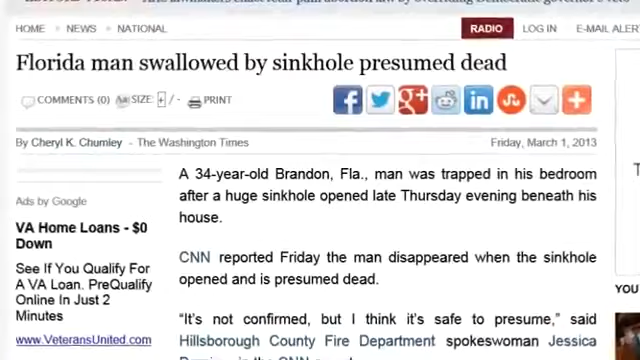 HOME NEWS NATIONAL RADIO LOG IN E-MAIL ALER
Florida man swallowed by sinkhole presumed dead
COMMENTS (0) SIZE: + / - PRINT
By Cheryl K. Chumley - The Washington Times Friday, March 1, 2013
A 34-year-old Brandon, Fla., man was trapped in his bedroom
after a huge sinkhole opened late Thursday evening beneath his
house.
CNN reported Friday the man disappeared when the sinkhole
opened and is presumed dead.
“It’s not confirmed, but I think it’s safe to presume,” said
Hillsborough County Fire Department spokeswoman Jessica
Ads by Google
VA Home Loans - $0
Down
See If You Qualify For
A VA Loan. PreQualify
Online In Just 2
Minutes
www.VeteransUnited.com
YOU